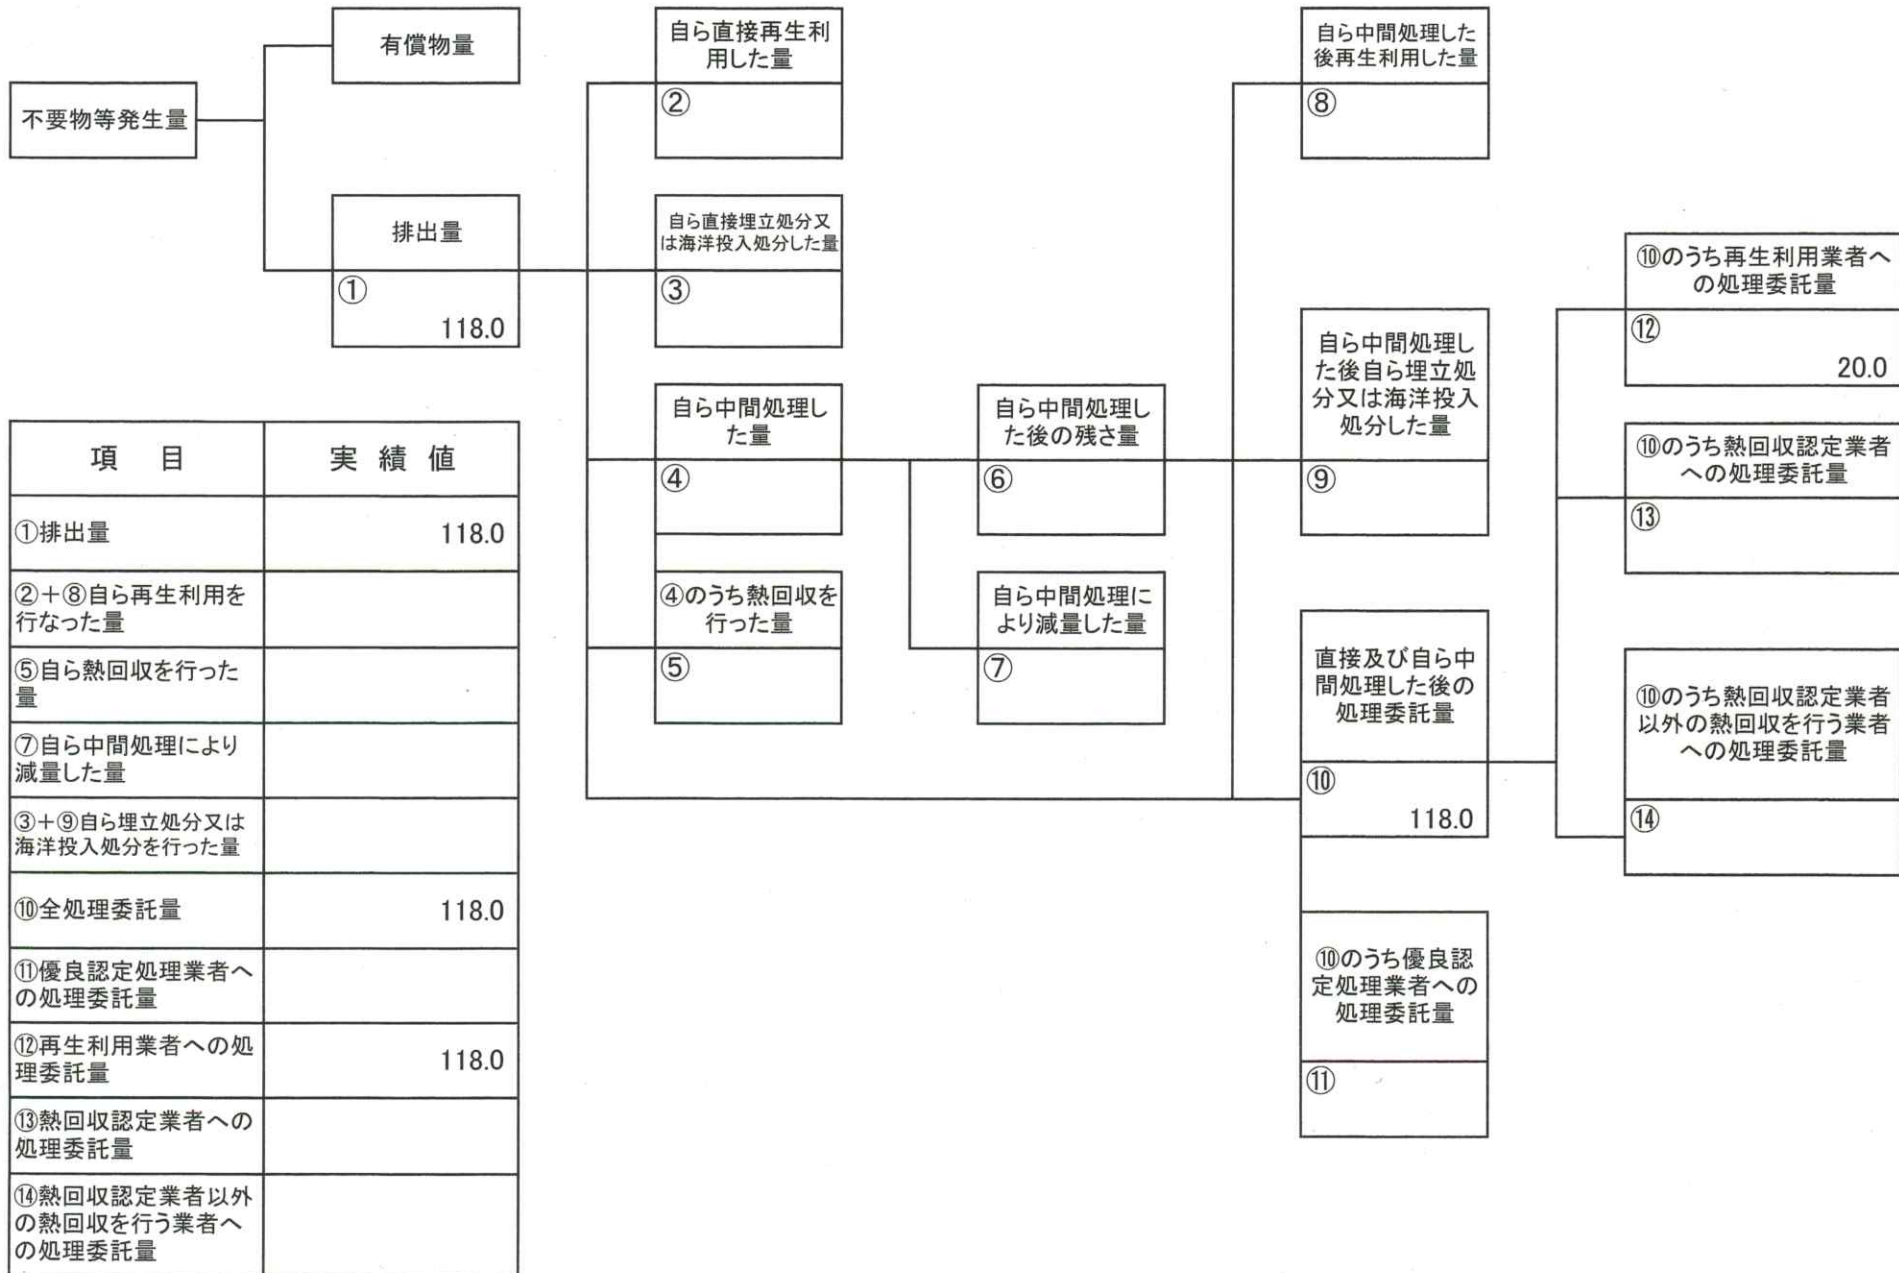 不要物等発生量
有償物量
排出量
①
118.0
自ら直接再生利
用した量
②
自ら直接埋立処分又
は海洋投入処分した量
③
自ら中間処理し
た量
④
④のうち熱回収を
行った量
⑤
自ら中間処理し
た後の残さ量
⑥
自ら中間処理に
より減量した量
⑦
自ら中間処理した
後再生利用した量
⑧
自ら中間処理し
た後自ら埋立処
分又は海洋投入
処分した量
⑨
直接及び自ら中
間処理した後の
処理委託量
⑩
118.0
⑩のうち優良認
定処理業者への
処理委託量
⑪
⑩のうち再生利用業者へ
の処理委託量
⑫
20.0
⑩のうち熱回収認定業者
への処理委託量
⑬
⑩のうち熱回収認定業者
以外の熱回収を行う業者
への処理委託量
⑭
項 目 実 績 値
①排出量 118.0
②+⑧自ら再生利用を
行なった量
⑤自ら熱回収を行った
量
⑦自ら中間処理により
減量した量
③+⑨自ら埋立処分又は
海洋投入処分を行った量
⑩全処理委託量 118.0
⑪優良認定処理業者へ
の処理委託量
⑫再生利用業者への処
理委託量 118.0
⑬熱回収認定業者への
処理委託量
⑭熱回収認定業者以外
の熱回収を行う業者へ
の処理委託量